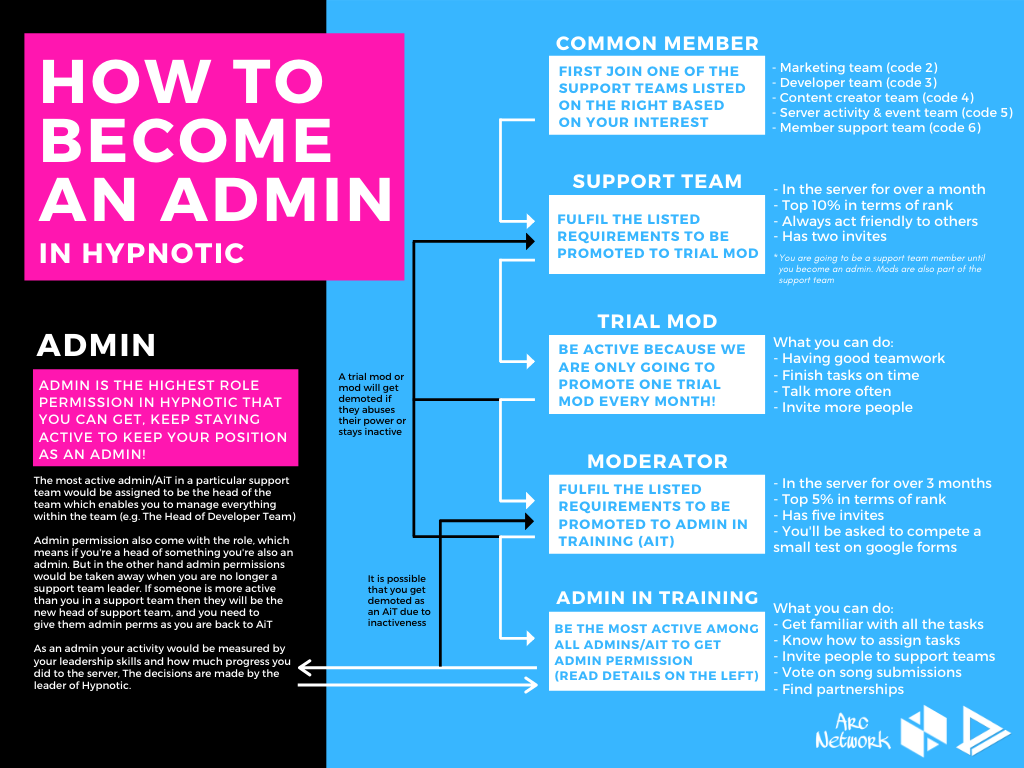 HOW TO
BECOME
AN ADMIN
IN HYPNOTIC
ADMIN
ADMIN IS THE HIGHEST ROLE
PERMISSION IN HYPNOTIC THAT
YOU CAN GET, KEEP STAYING
ACTIVE TO KEEP YOUR POSITION
AS AN ADMIN!
The most active admin/AiT in a particular support
team would be assigned to be the head of the
team which enables you to manage everything
within the team (e.g. The Head of Developer Team)
Admin permission also come with the role, which
means if you're a head of something you're also an
admin. But in the other hand admin permissions
would be taken away when you are no longer a
support team leader. If someone is more active
than you in a support team then they will be the
new head of support team, and you need to
give them admin perms as you are back to AiT
As an admin your activity would be measured by
your leadership skills and how much progress you
did to the server, The decisions are made by the
leader of Hypnotic.
A trial mod or
mod will get
demoted if
they abuses
their power or
stays inactive
It is possible
that you get
demoted as
an AiT due to
inactiveness
COMMON MEMBER
FIRST JOIN ONE OF THE
SUPPORT TEAMS LISTED
ON THE RIGHT BASED
ON YOUR INTEREST
- Marketing team (code 2)
- Developer team (code 3)
- Content creator team (code 4)
- Server activity & event team (code 5)
- Member support team (code 6)
SUPPORT TEAM
FULFIL THE LISTED
REQUIREMENTS TO BE
PROMOTED TO TRIAL MOD
- In the server for over a month
- Top 10% in terms of rank
- Always act friendly to others
- Has two invites
* You are going to be a support team member until
you become an admin. Mods are also part of the
support team
TRIAL MOD
BE ACTIVE BECAUSE WE
ARE ONLY GOING TO
PROMOTE ONE TRIAL
MOD EVERY MONTH!
What you can do:
- Having good teamwork
- Finish tasks on time
- Talk more often
- Invite more people
MODERATOR
FULFIL THE LISTED
REQUIREMENTS TO BE
PROMOTED TO ADMIN IN
TRAINING (AIT)
- In the server for over 3 months
- Top 5% in terms of rank
- Has five invites
- You'll be asked to compete a
small test on google forms
ADMIN IN TRAINING
BE THE MOST ACTIVE AMONG
ALL ADMINS/AIT TO GET
ADMIN PERMISSION
(READ DETAILS ON THE LEFT)
What you can do:
- Get familiar with all the tasks
- Know how to assign tasks
- Invite people to support teams
- Vote on song submissions
- Find partnerships
Arc
Network